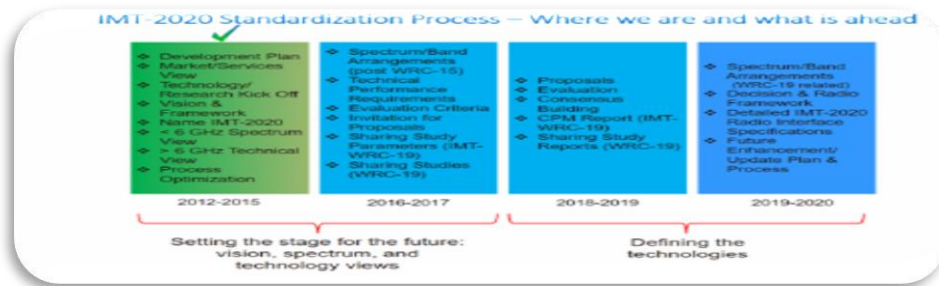 IMT-2020 Standardization Process – Where we are and what is ahead
❖ Development Plan
❖ Market/Services
View
❖ Technology/
Research Kick Off
❖ Vision &
Framework
❖ Name IMT-2020
❖ < 6 GHz Spectrum
View
❖ > 6 GHz Technical
View
❖ Process
Optimization
2012-2015
❖ Spectrum/Band
Arrangements
(post WRC-15)
❖ Technical
Performance
Requirements
❖ Evaluation Criteria
❖ Invitation for
Proposals
❖ Sharing Study
Parameters (IMT-
WRC-19)
❖ Sharing Studies
(WRC-19)
2016-2017
❖ Proposals
❖ Evaluation
❖ Consensus
Building
❖ CPM Report (IMT-
WRC-19)
❖ Sharing Study
Reports (WRC-19)
2018-2019
❖ Spectrum/Band
Arrangements
(WRC-19 related)
❖ Decision & Radio
Framework
❖ Detailed IMT-2020
Radio Interface
Specifications
❖ Future
Enhancement/
Update Plan &
Process
2019-2020
Setting the stage for the future:
vision, spectrum, and
technology views
Defining the
technologies